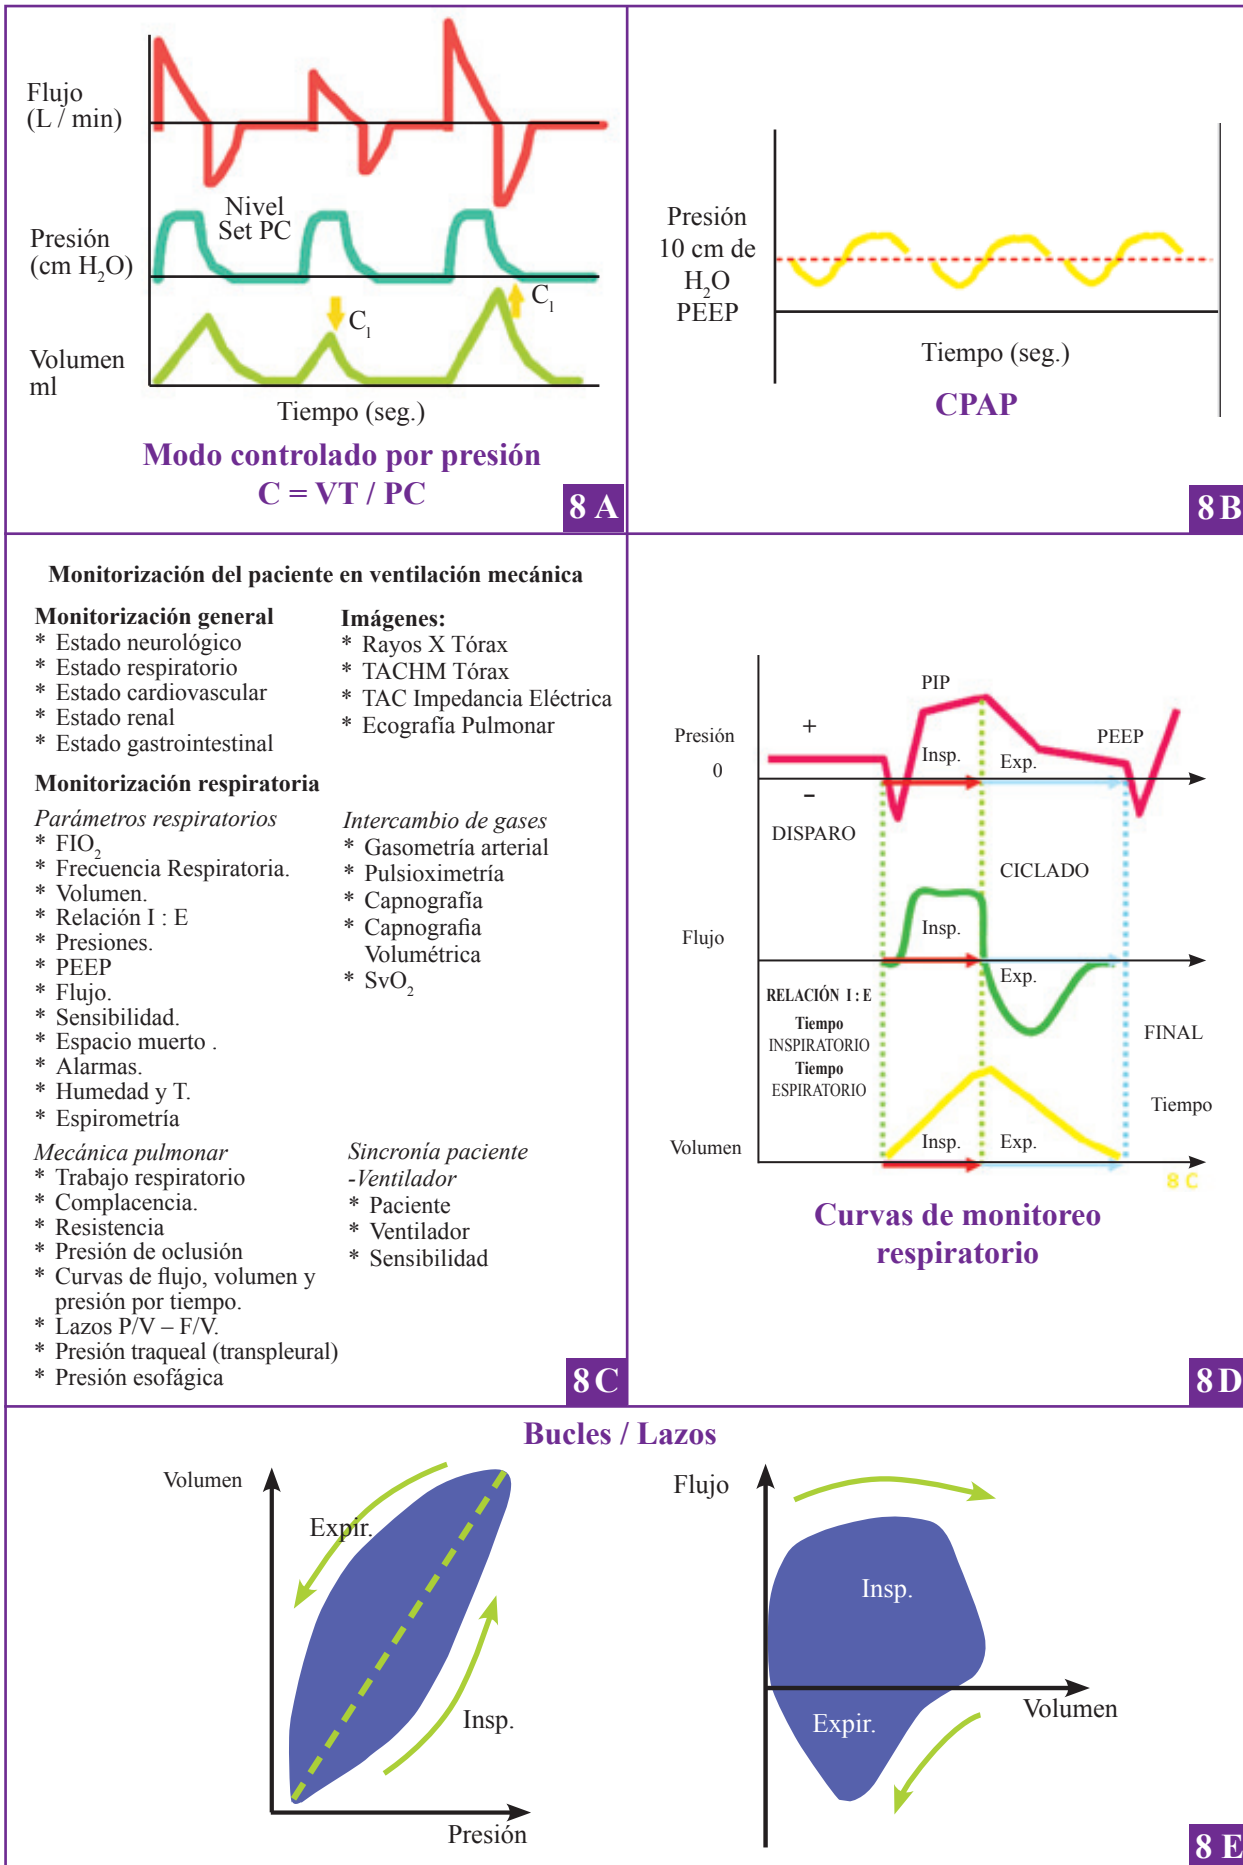 Flujo
(L / min)
Nivel
Set PC
Presión
(cm H₂O)
C₁
C₁
Volumen
ml
Tiempo (seg.)
Modo controlado por presión
C = VT / PC
8 A
Presión
10 cm de
H₂O
PEEP
Tiempo (seg.)
CPAP
8 B
Monitorización del paciente en ventilación mecánica
Monitorización general
* Estado neurológico
* Estado respiratorio
* Estado cardiovascular
* Estado renal
* Estado gastrointestinal
Imágenes:
* Rayos X Tórax
* TACHM Tórax
* TAC Impedancia Eléctrica
* Ecografía Pulmonar
Monitorización respiratoria
Parámetros respiratorios
* FIO₂
* Frecuencia Respiratoria.
* Volumen.
* Relación I : E
* Presiones.
* PEEP
* Flujo.
* Sensibilidad.
* Espacio muerto .
* Alarmas.
* Humedad y T.
* Espirometría
Intercambio de gases
* Gasometría arterial
* Pulsioximetría
* Capnografía
* Capnografia
Volumétrica
* SvO₂
Mecánica pulmonar
* Trabajo respiratorio
* Complacencia.
* Resistencia
* Presión de oclusión
* Curvas de flujo, volumen y
presión por tiempo.
* Lazos P/V – F/V.
* Presión traqueal (transpleural)
* Presión esofágica
Sincronía paciente
-Ventilador
* Paciente
* Ventilador
* Sensibilidad
8 C
PIP
+
Presión
PEEP
Insp.
Exp.
0
–
DISPARO
CICLADO
Flujo
Insp.
Exp.
RELACIÓN I : E
Tiempo
INSPIRATORIO
Tiempo
ESPIRATORIO
FINAL
Tiempo
Volumen
Insp.
Exp.
8 C
Curvas de monitoreo
respiratorio
8 D
Bucles / Lazos
Volumen
Expir.
Insp.
Presión
Flujo
Insp.
Expir.
Volumen
8 E